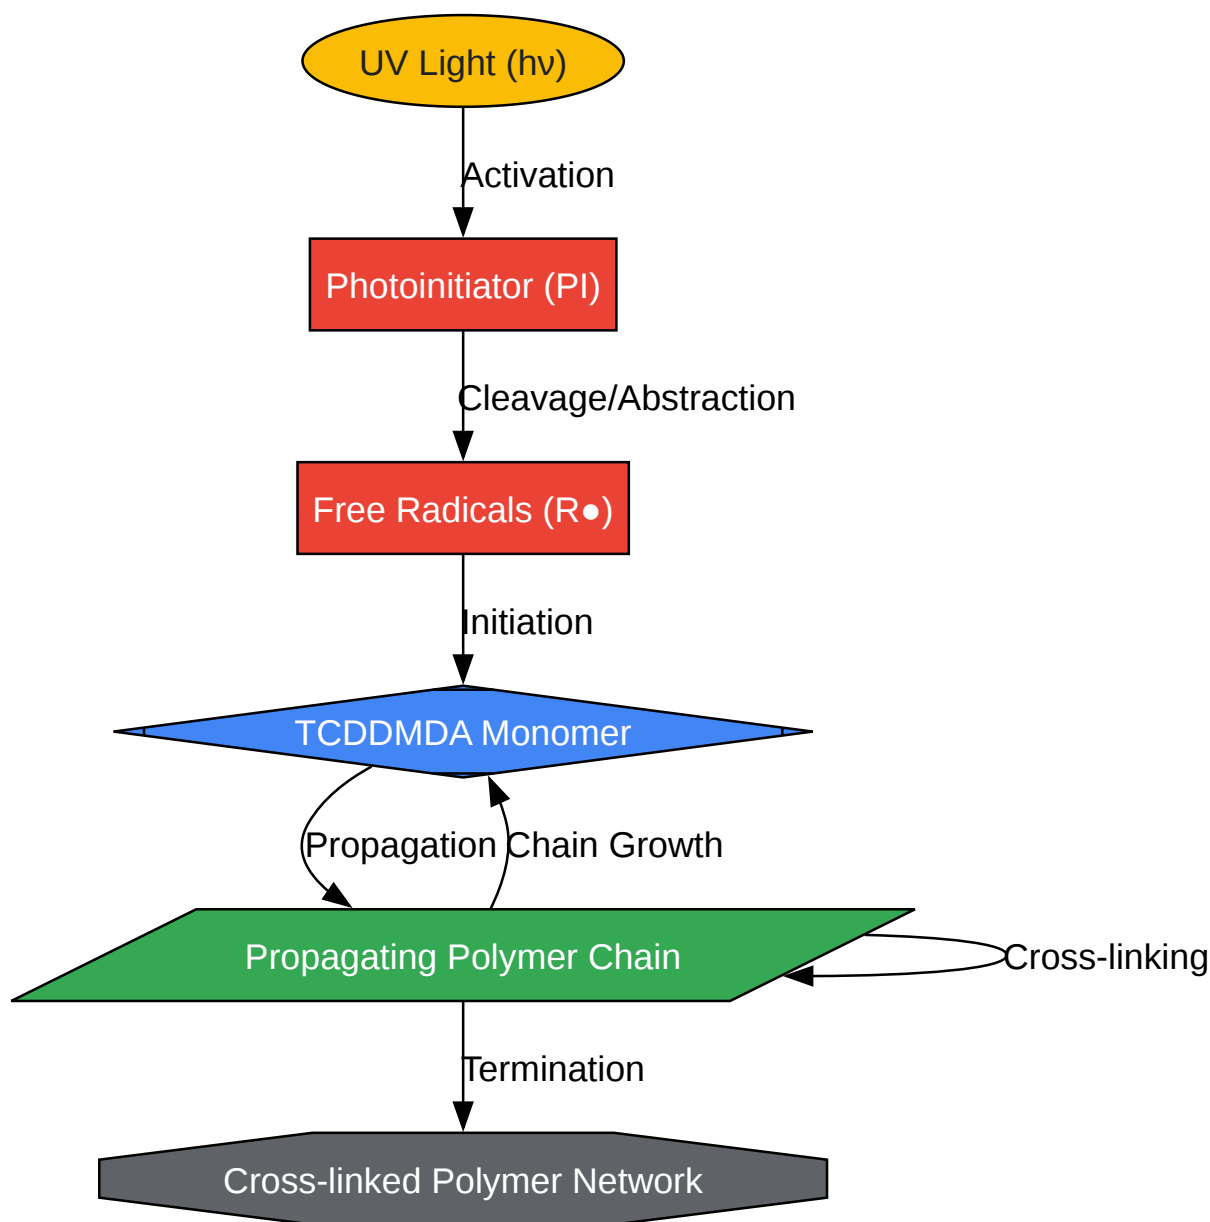 UV Light (hν)
Activation
Photoinitiator (PI)
Cleavage/Abstraction
Free Radicals (R●)
Initiation
TCDDMDA Monomer
Propagation
Chain Growth
Propagating Polymer Chain
Cross-linking
Termination
Cross-linked Polymer Network